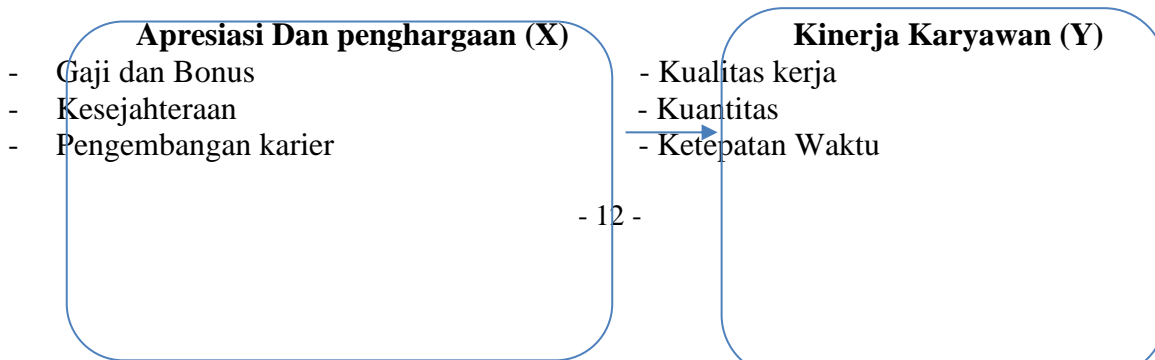 Apresiasi Dan penghargaan (X)
- Gaji dan Bonus
- Kesejahteraan
- Pengembangan karier
Kinerja Karyawan (Y)
- Kualitas kerja
- Kuantitas
- Ketepatan Waktu
- 12 -